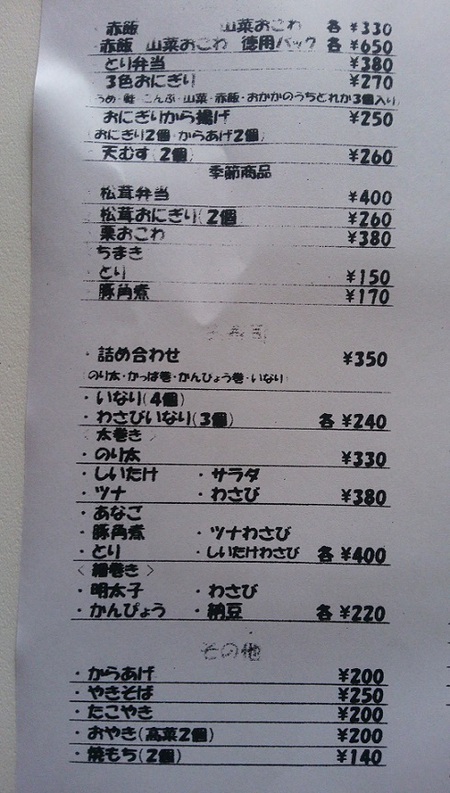 ・赤飯 山菜おこわ 各 ¥330
赤飯 山菜おこわ 徳用パック 各 ¥650
とり弁当 ¥380
3色おにぎり ¥270
うめ・鮭・こんぶ・山菜・赤飯・おかかのうちどれか3個入り
おにぎりから揚げ ¥250
おにぎり2個・からあげ2個
天むす(2個) ¥260
季節商品
松茸弁当 ¥400
松茸おにぎり(2個) ¥260
栗おこわ ¥380
ちまき
とり ¥150
豚角煮 ¥170
・詰め合わせ ¥350
(のり太・かっぱ巻・かんぴょう巻・いなり)
・いなり(4個)
・わさびいなり(3個) 各 ¥240
〈太巻き〉
・のり太 ¥330
・しいたけ ・サラダ
・ツナ ・わさび ¥380
・あなご
・豚角煮 ・ツナわさび
・とり ・しいたけわさび 各 ¥400
〈細巻き〉
・明太子 ・わさび
・かんぴょう ・納豆 各 ¥220
その他
・からあげ ¥200
・やきそば ¥250
・たこやき ¥200
・おやき(高菜2個) ¥200
・焼もち(2個) ¥140